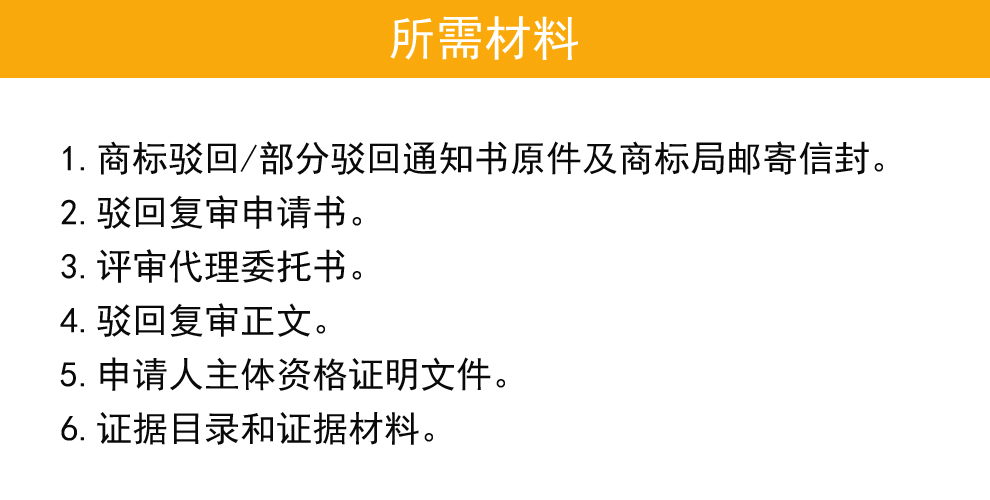 所需材料
1.商标驳回/部分驳回通知书原件及商标局邮寄信封。
2.驳回复审申请书。
3.评审代理委托书。
4.驳回复审正文。
5.申请人主体资格证明文件。
6.证据目录和证据材料。